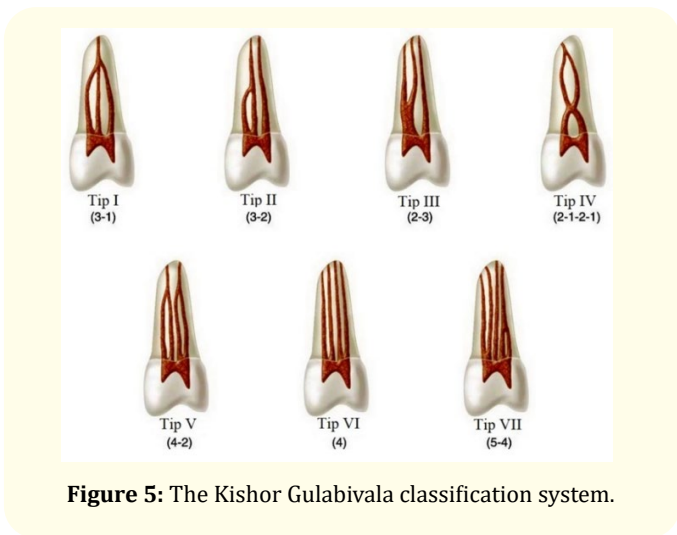 Tip I
(3-1)
Tip II
(3-2)
Tip III
(2-3)
Tip IV
(2-1-2-1)
Tip V
(4-2)
Tip VI
(4)
Tip VII
(5-4)
Figure 5: The Kishor Gulabivala classification system.